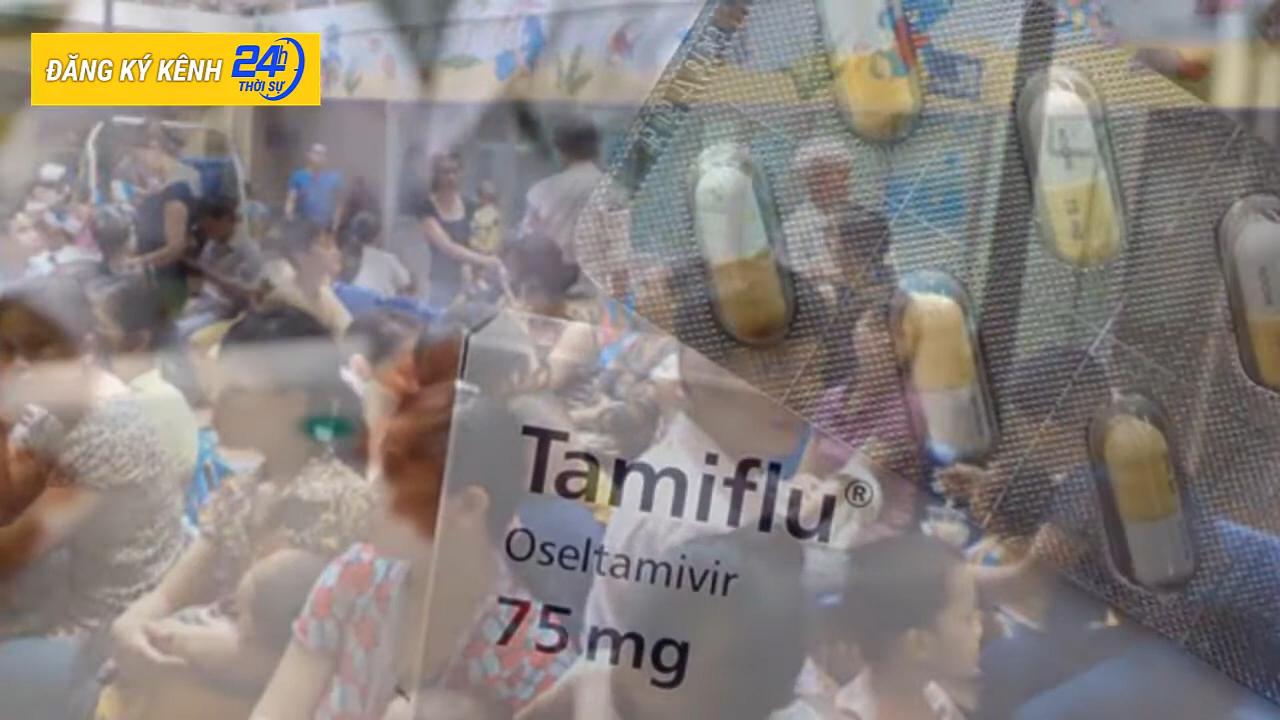 ĐĂNG KÝ KÊNH
24h
THỜI SỰ
Tamiflu®
Oseltamivir
75 mg